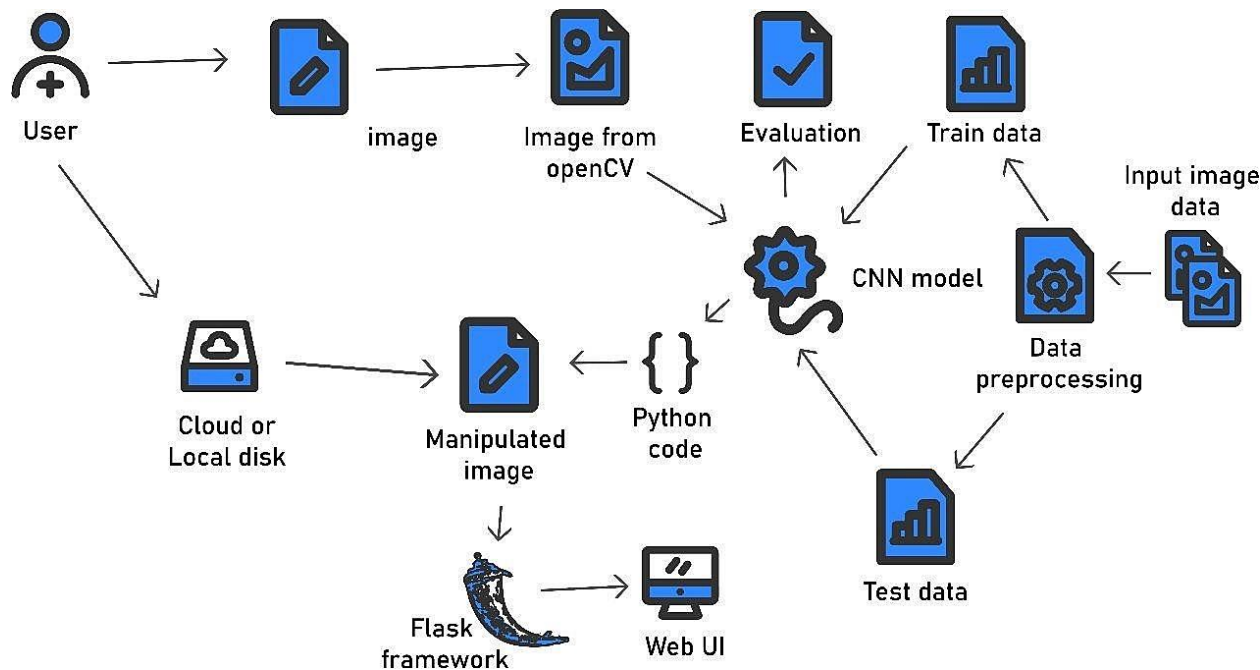 User
image
Image from
openCV
Evaluation
Train data
Input image
data
CNN model
Data
preprocessing
Cloud or
Local disk
Manipulated
image
{ }
Python
code
Test data
Flask
framework
Web UI